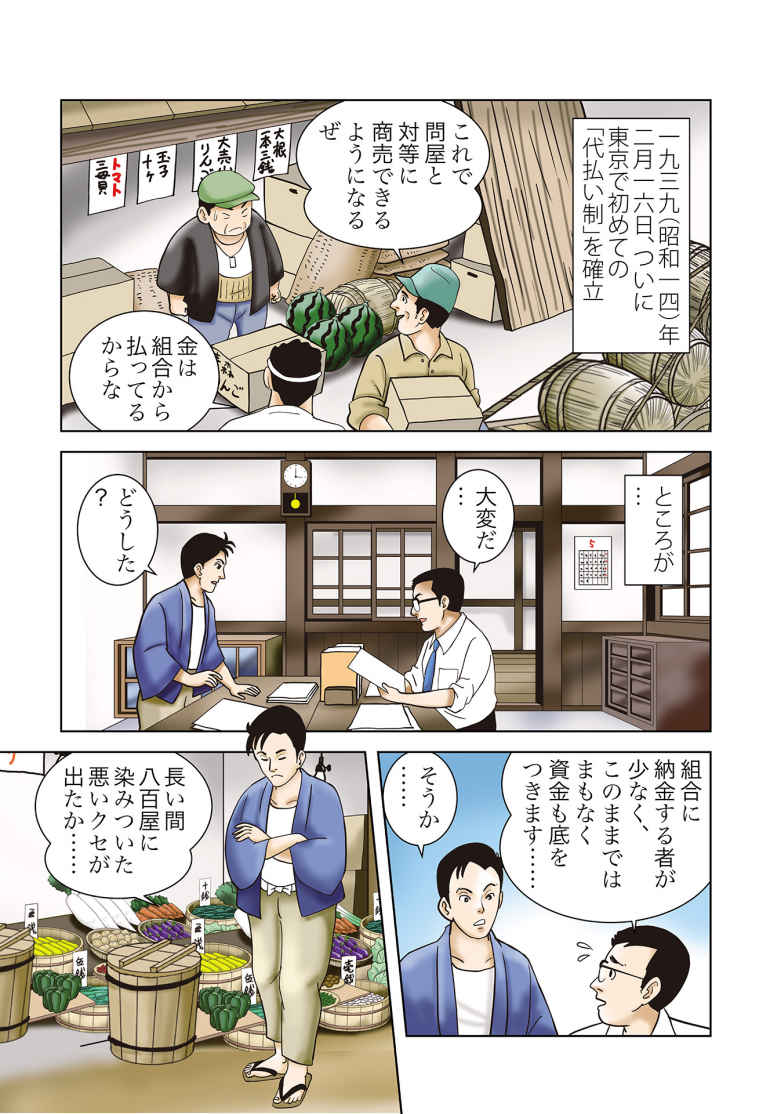 一九三九(昭和一四)年
二月一六日、ついに
東京で初めての
「代払い制」を確立
これで
問屋と
対等に
商売できる
ようになる
ぜ
大根
一本三銭
玉子
十ヶ
トマト
金は
組合から
払ってる
からな
ところが
…
5
大変だ
…
どうした
?
組合に
納金する者が
少なく、
このままでは
まもなく
資金も底を
つきます……
そうか
……
長い間
八百屋に
染みついた
悪いクセが
出たか……